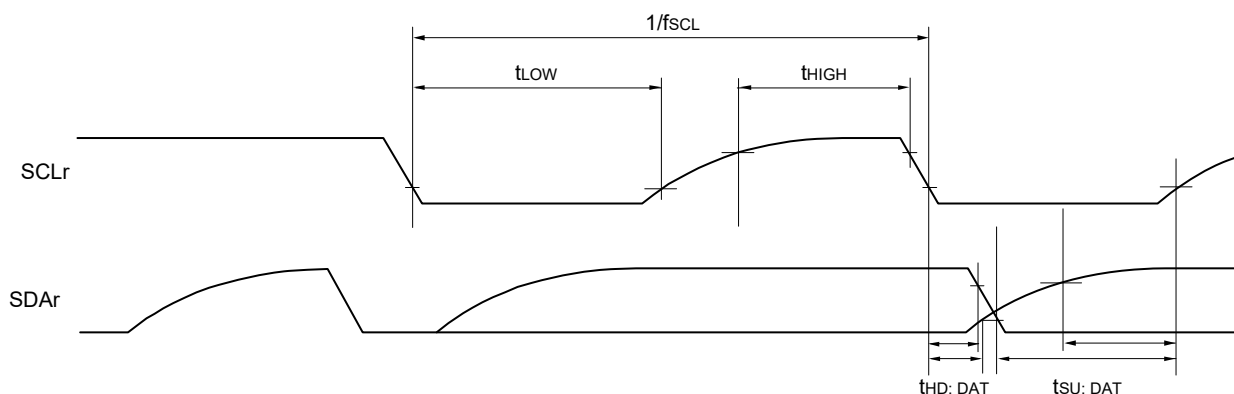 1/fSCL
tLOW
tHIGH
SCLr
SDAr
tHD: DAT
tSU: DAT